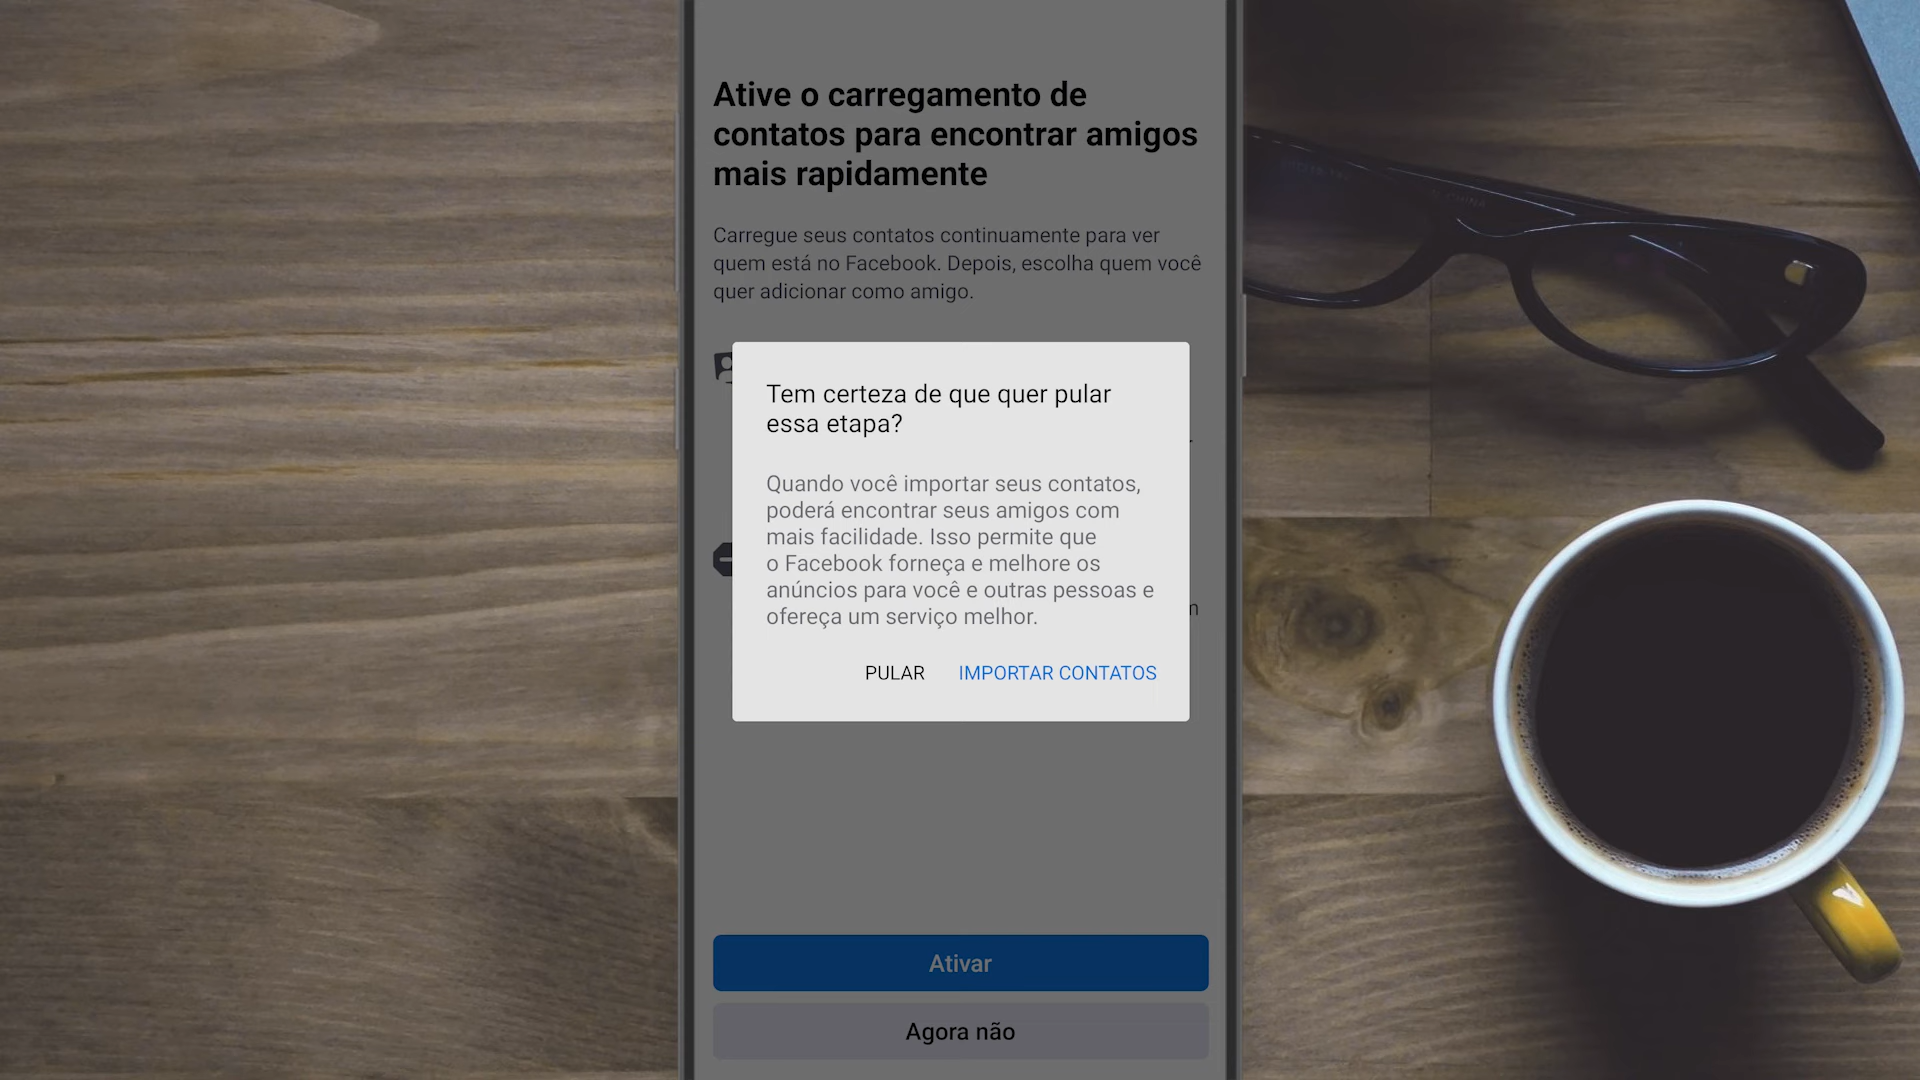 Ative o carregamento de
contatos para encontrar amigos
mais rapidamente
Carregue seus contatos continuamente para ver
quem está no Facebook. Depois, escolha quem você
quer adicionar como amigo.
Tem certeza de que quer pular
essa etapa?
Quando você importar seus contatos,
poderá encontrar seus amigos com
mais facilidade. Isso permite que
o Facebook forneça e melhore os
anúncios para você e outras pessoas e
ofereça um serviço melhor.
PULAR IMPORTAR CONTATOS
Ativar
Agora não